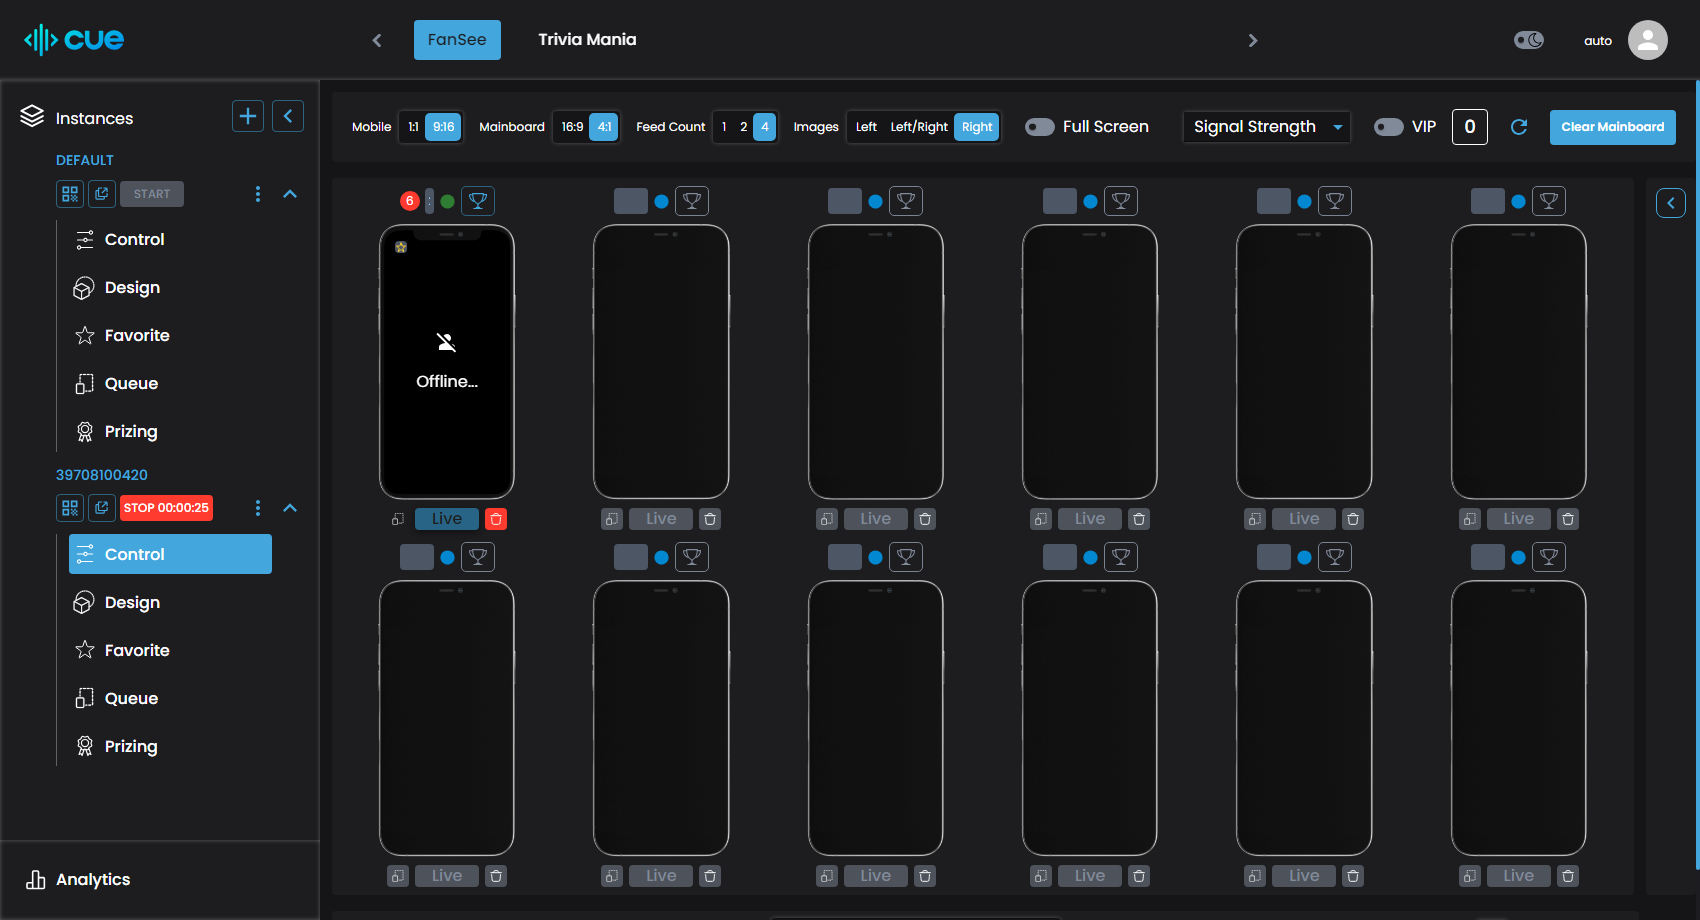 cue
FanSee
Trivia Mania
auto
Instances
DEFAULT
START
Control
Design
Favorite
Queue
Prizing
39708100420
STOP 00:00:25
Control
Design
Favorite
Queue
Prizing
Analytics
Mobile 1:1 9:16 Mainboard 16:9 4:1 Feed Count 1 2 4 Images Left Left/Right Right Full Screen Signal Strength VIP 0 Clear Mainboard
6
Offline...
Live Live Live Live Live Live
Live Live Live Live Live Live